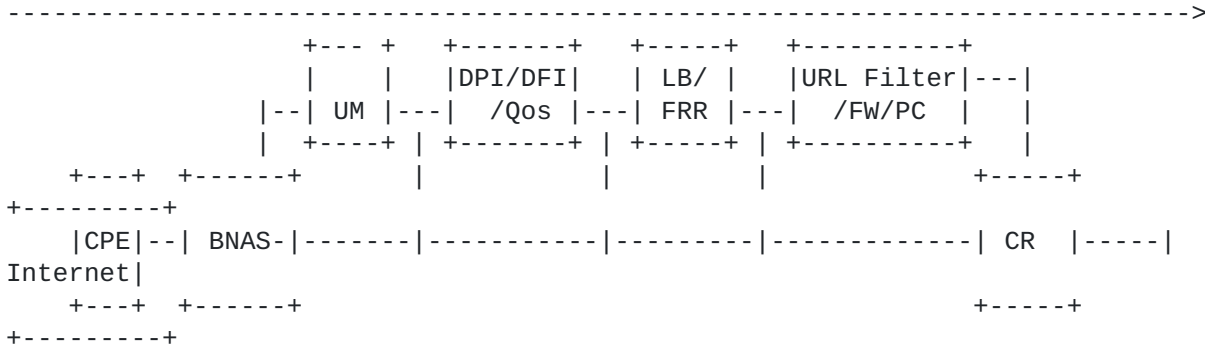 ------------------------------------------------------------------------------>
                    +--- +   +-------+   +-----+   +----------+
                    |    |   |DPI/DFI|   | LB/ |   |URL Filter|---|
                 |--| UM |---|  /Qos |---| FRR |---|  /FW/PC  |   |
                 |  +----+ | +-------+ | +-----+ | +----------+   |
    +---+  +------+        |           |         |             +-----+
+---------+
    |CPE|--| BNAS-|-------|-----------|---------|-------------| CR  |-----|
Internet|
    +---+  +------+                                            +-----+
+---------+